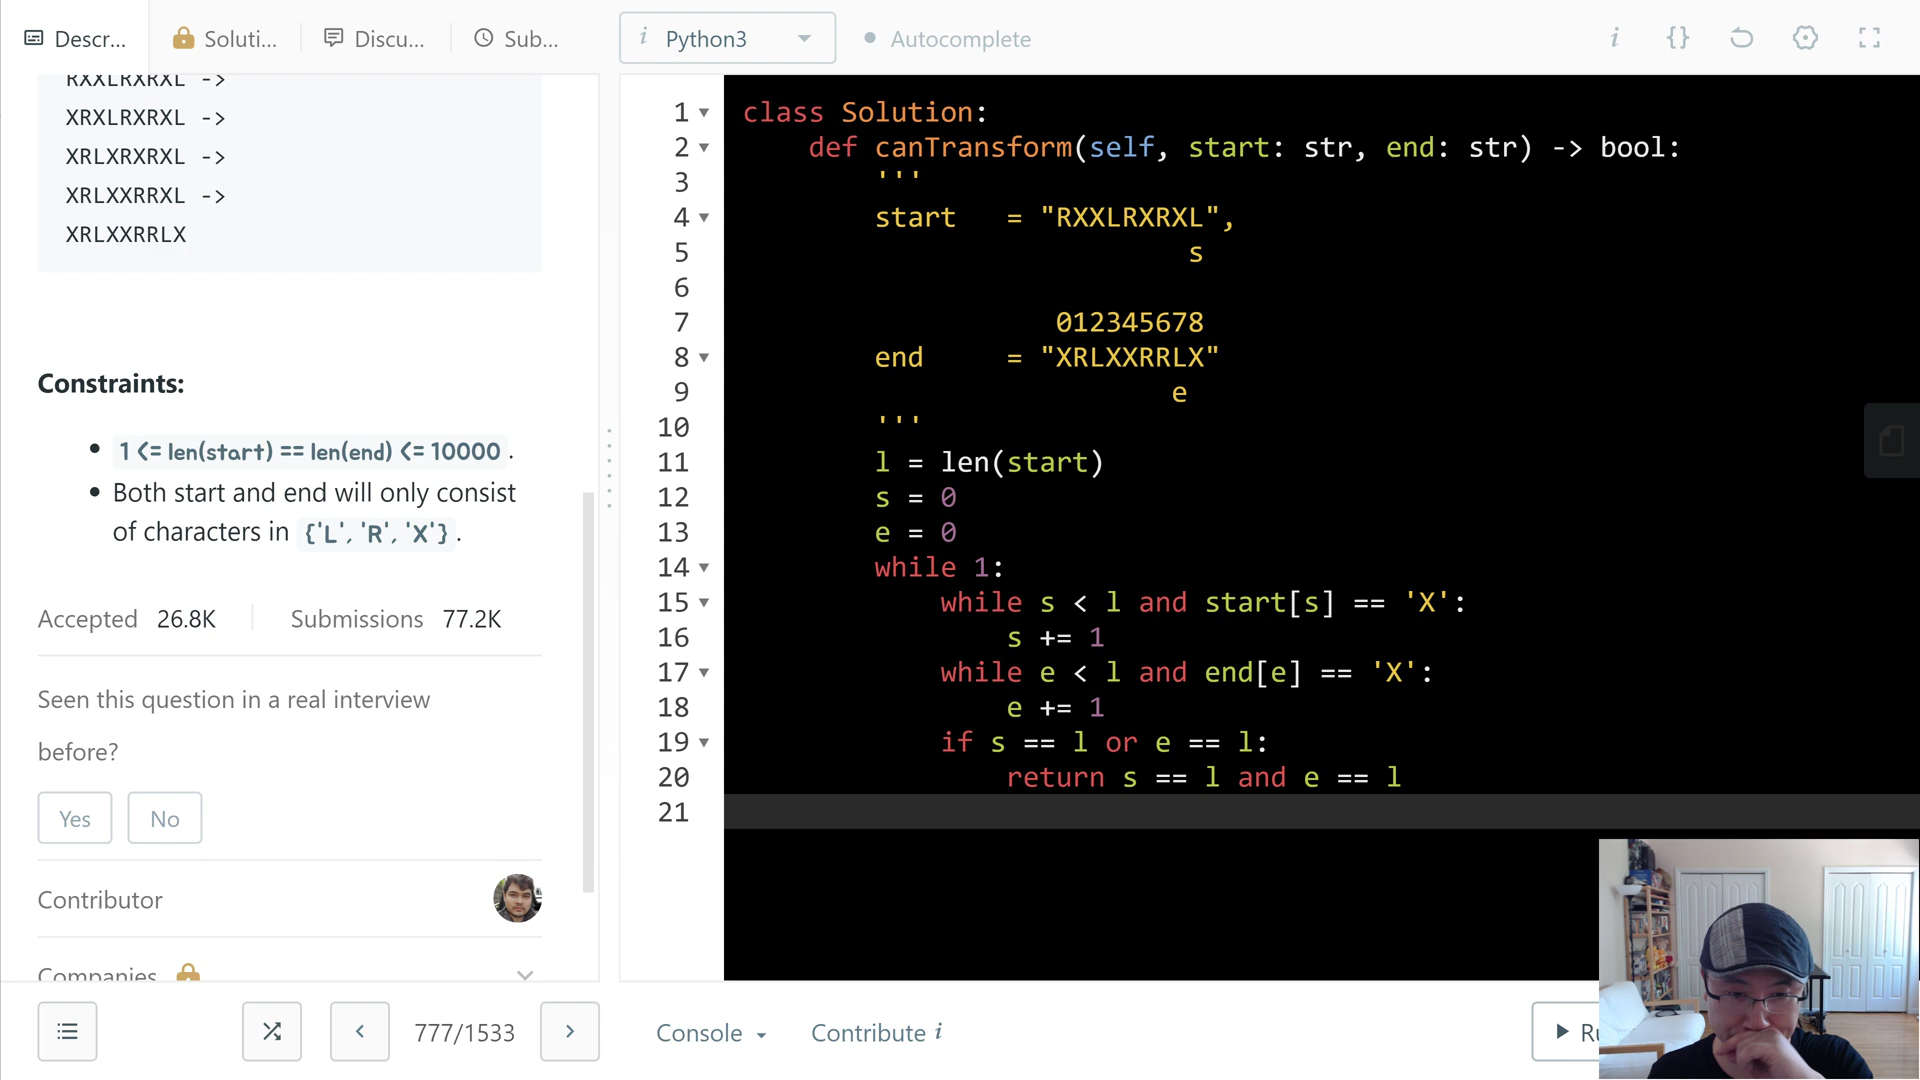 Descr...
Soluti...
Discu...
Sub...
i Python3
Autocomplete
i {}
RXXLRXRXL ->
XRXLRXRXL ->
XRLXRXRXL ->
XRLXXRRXL ->
XRLXXRRLX
Constraints:
1 <= len(start) == len(end) <= 10000 .
Both start and end will only consist
of characters in {'L', 'R', 'X'} .
Accepted 26.8K
Submissions 77.2K
Seen this question in a real interview
before?
Yes
No
Contributor
Companies
777/1533
1 class Solution:
2 def canTransform(self, start: str, end: str) -> bool:
3 '''
4 start = "RXXLRXRXL",
5 s
6
7 012345678
8 end = "XRLXXRRLX"
9 e
10 '''
11 l = len(start)
12 s = 0
13 e = 0
14 while 1:
15 while s < l and start[s] == 'X':
16 s += 1
17 while e < l and end[e] == 'X':
18 e += 1
19 if s == l or e == l:
20 return s == l and e == l
21
Console
Contribute i